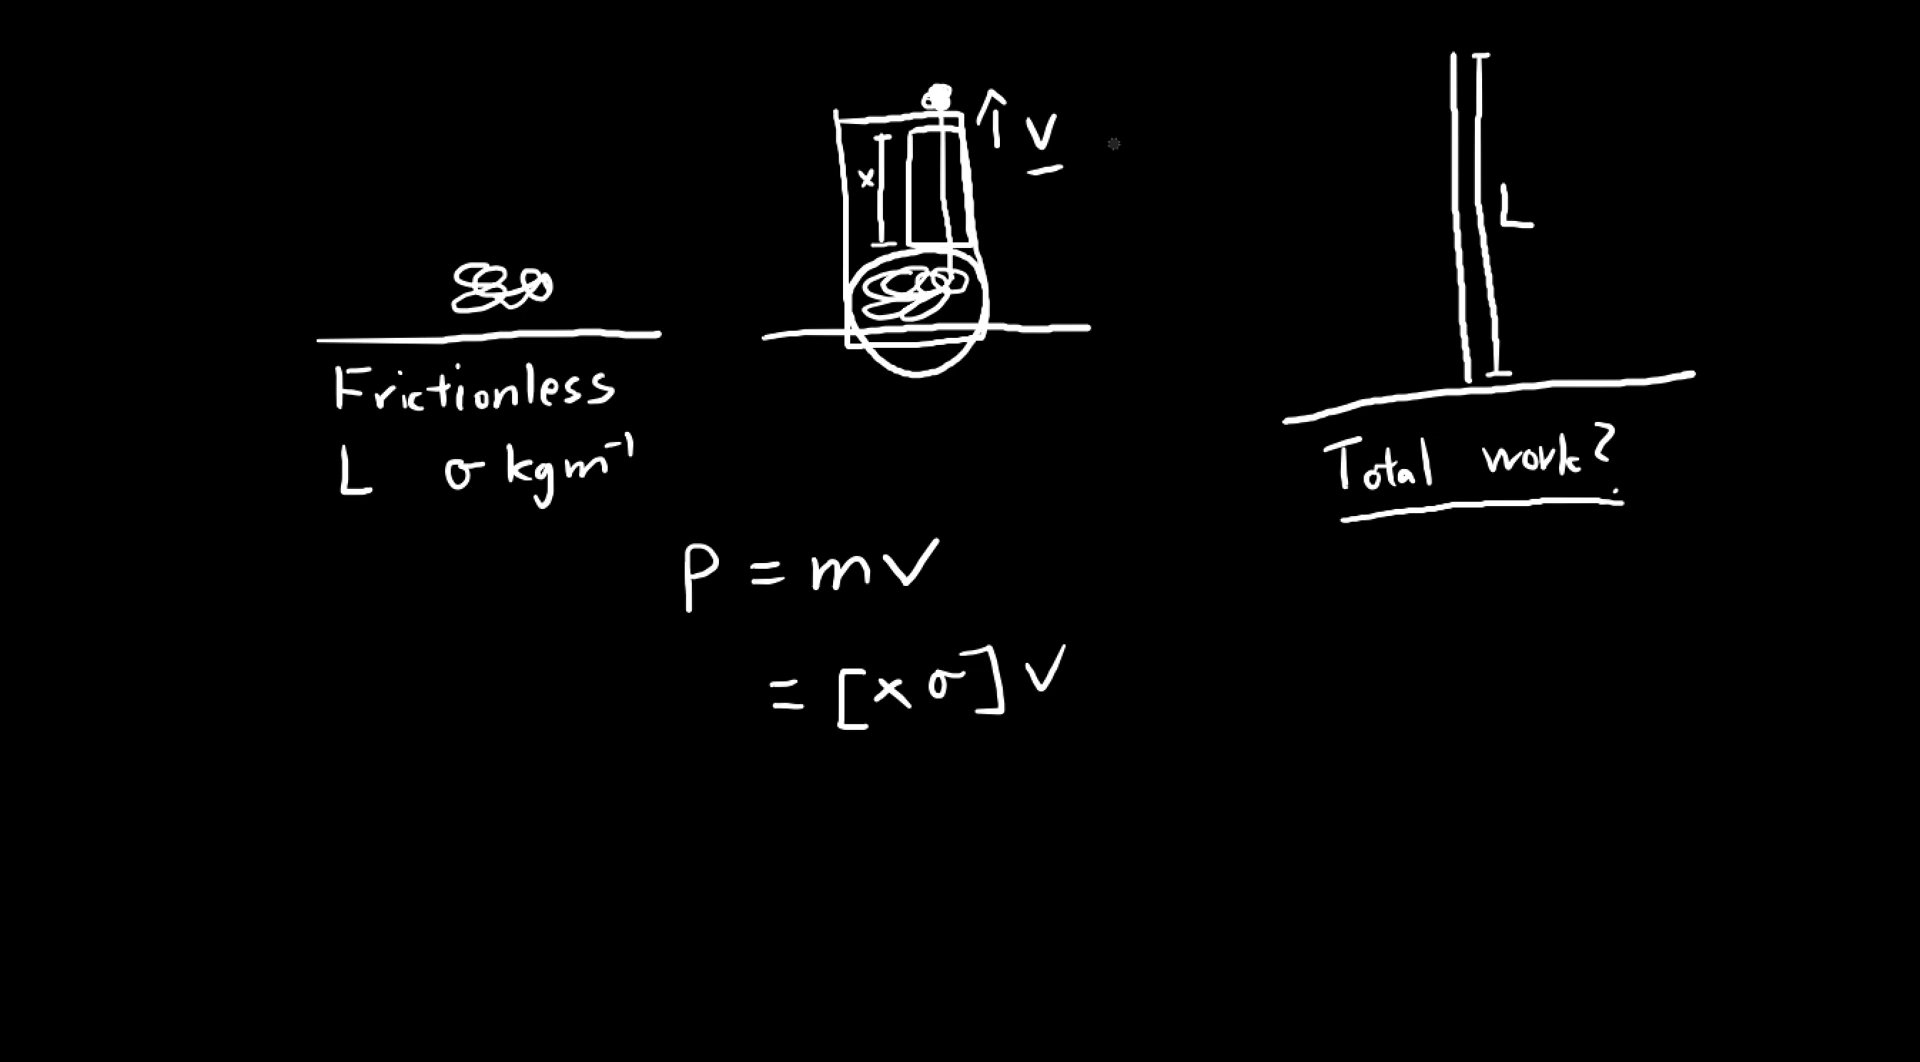 x
V
L
Frictionless
L σ kgm⁻¹
Total work?
P = mV
= [xσ]V